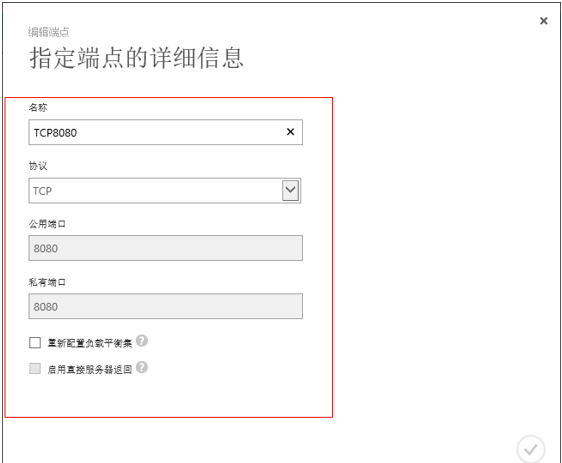 编辑端点
指定端点的详细信息
名称
TCP8080
协议
TCP
公用端口
8080
私有端口
8080
重新配置负载平衡集 ?
启用直接服务器返回 ?